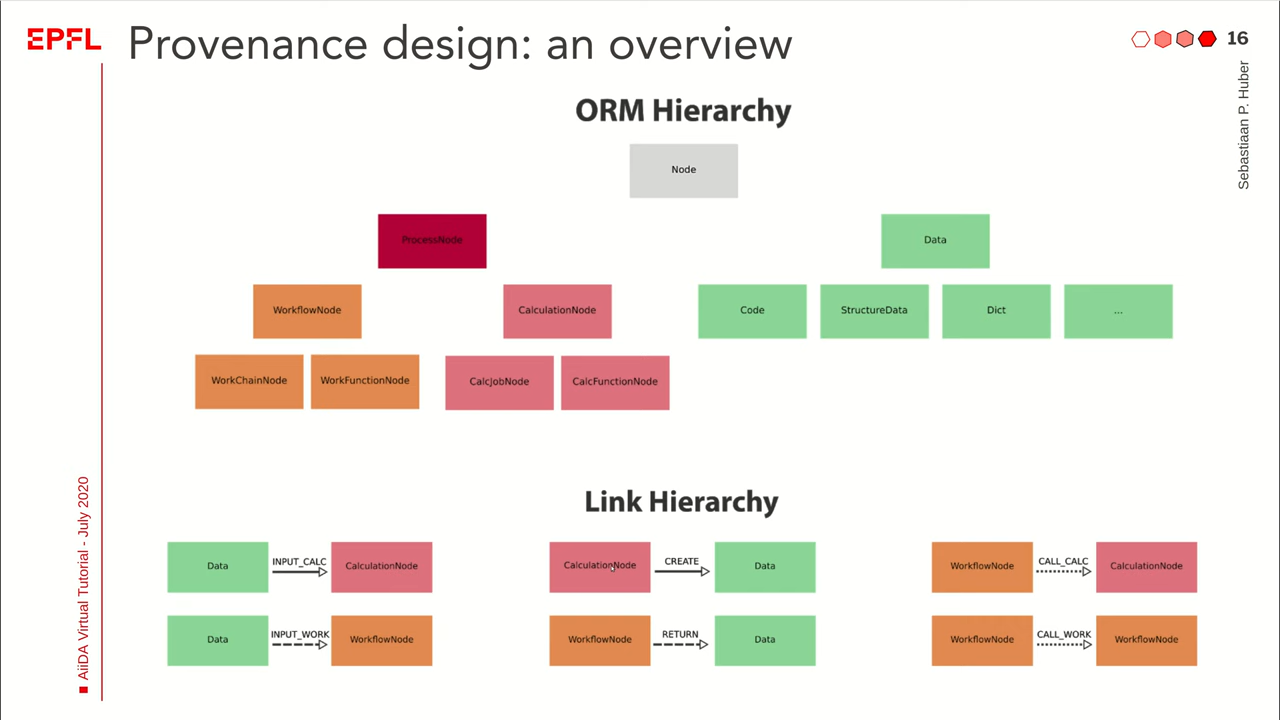 EPFL
Provenance design: an overview
16
Sebastiaan P. Huber
ORM Hierarchy
Node
ProcessNode
Data
WorkflowNode
CalculationNode
Code
StructureData
Dict
...
WorkChainNode
WorkFunctionNode
CalcJobNode
CalcFunctionNode
Link Hierarchy
Data
INPUT_CALC
CalculationNode
CalculationNode
CREATE
Data
WorkflowNode
CALL_CALC
CalculationNode
Data
INPUT_WORK
WorkflowNode
WorkflowNode
RETURN
Data
WorkflowNode
CALL_WORK
WorkflowNode
AiiDA Virtual Tutorial - July 2020